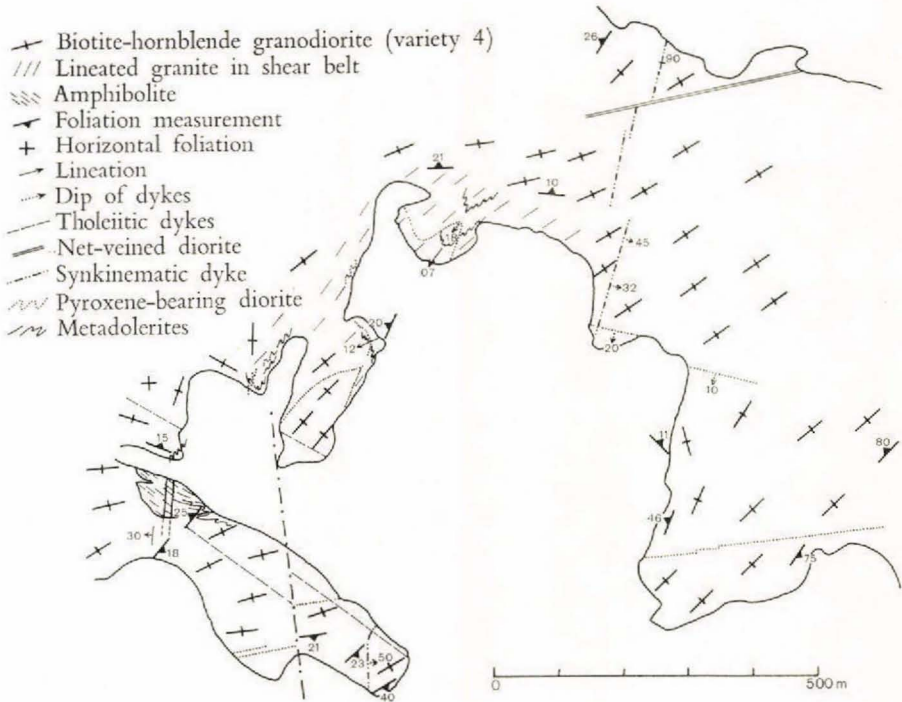 Biotite-hornblende granodiorite (variety 4)
Lineated granite in shear belt
Amphibolite
Foliation measurement
Horizontal foliation
Lineation
Dip of dykes
Tholeiitic dykes
Net-veined diorite
Synkinematic dyke
Pyroxene-bearing diorite
Metadolerites
26
90
21
10
18
07
45
32
20
12
20
10
15
11
80
25
46
30
18
75
21
23
50
40
0
500 m